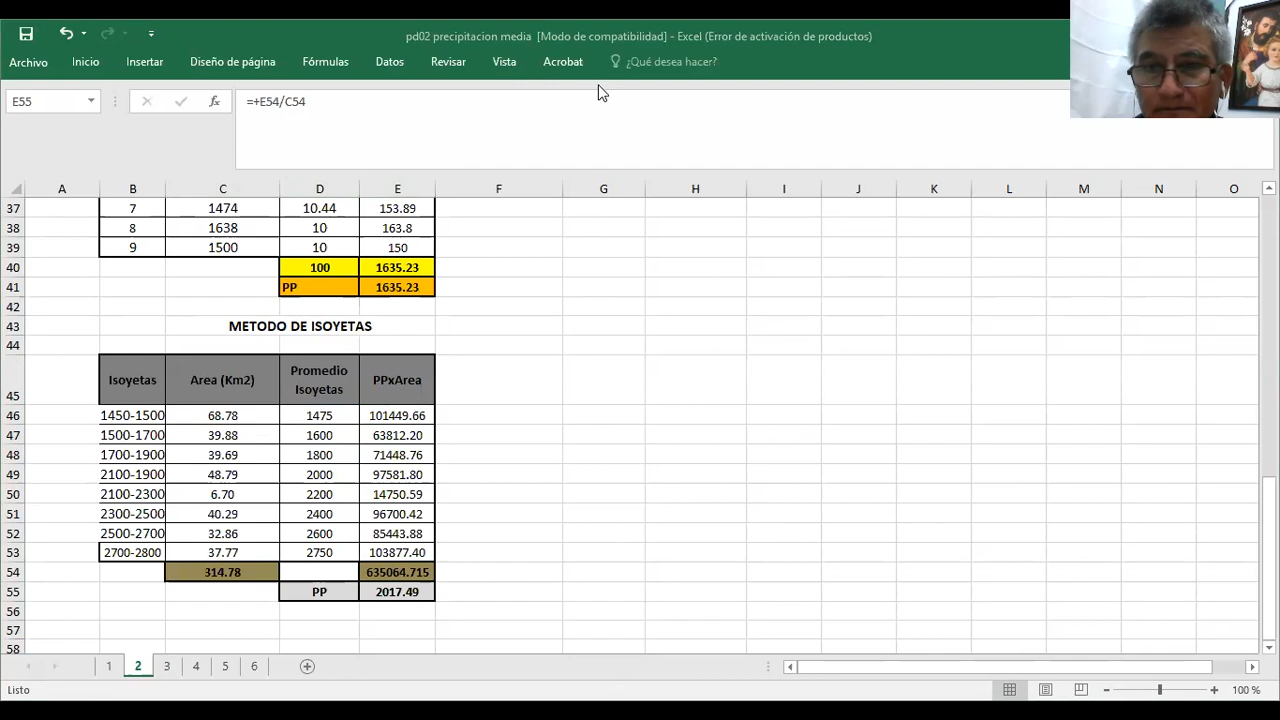 pd02 precipitacion media [Modo de compatibilidad] - Excel (Error de activación de productos)
Archivo Inicio Insertar Diseño de página Fórmulas Datos Revisar Vista Acrobat ¿Qué desea hacer?
E55 fx =+E54/C54
A B C D E F G H I J K L M N O
37 7 1474 10.44 153.89
38 8 1638 10 163.8
39 9 1500 10 150
40 100 1635.23
41 PP 1635.23
42
43 METODO DE ISOYETAS
44
45 Isoyetas Area (Km2) Promedio Isoyetas PPxArea
46 1450-1500 68.78 1475 101449.66
47 1500-1700 39.88 1600 63812.20
48 1700-1900 39.69 1800 71448.76
49 2100-1900 48.79 2000 97581.80
50 2100-2300 6.70 2200 14750.59
51 2300-2500 40.29 2400 96700.42
52 2500-2700 32.86 2600 85443.88
53 2700-2800 37.77 2750 103877.40
54 314.78 635064.715
55 PP 2017.49
56
57
58
1 2 3 4 5 6
Listo 100 %